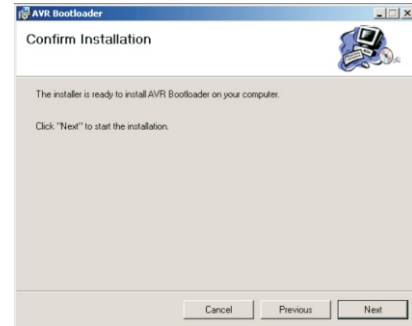 AVR Bootloader
Confirm Installation
The installer is ready to install AVR Bootloader on your computer.
Click "Next" to start the installation.
Cancel
Previous
Next